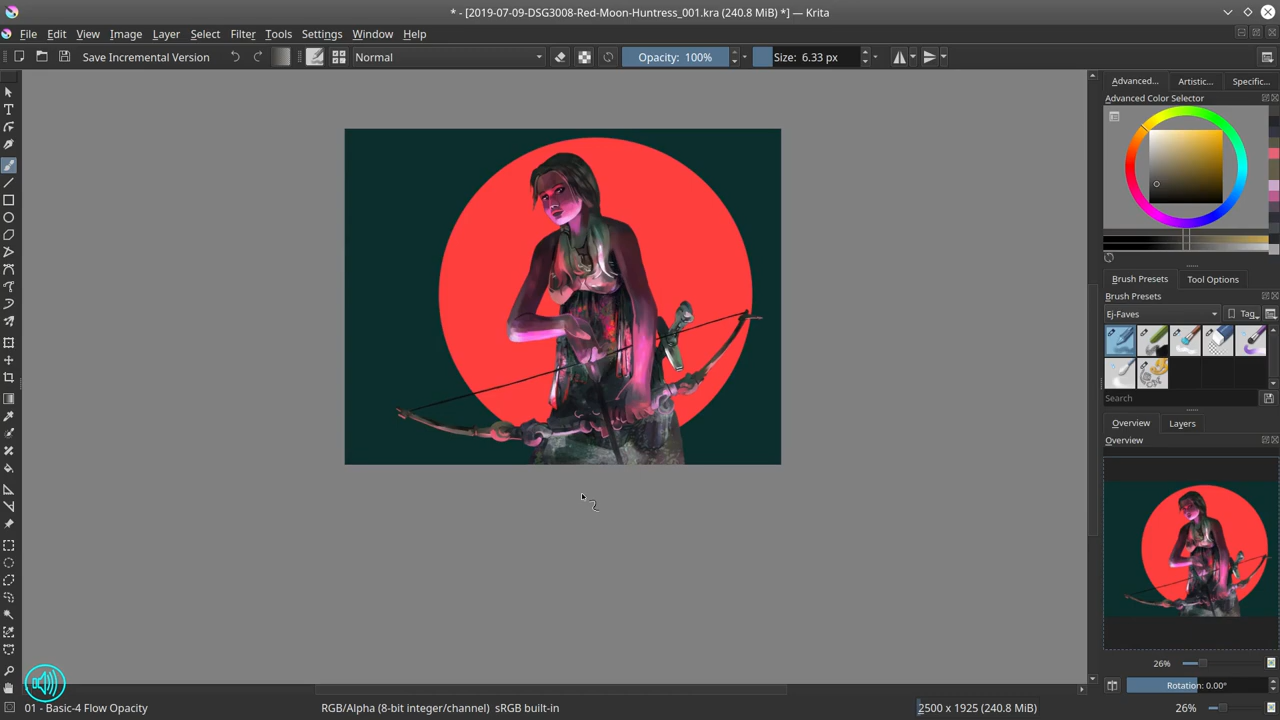 * - [2019-07-09-DSG3008-Red-Moon-Huntress_001.kra (240.8 MiB) *] — Krita
File Edit View Image Layer Select Filter Tools Settings Window Help
Save Incremental Version Normal Opacity: 100% Size: 6.33 px
Advanced... Artistic... Specific...
Advanced Color Selector
Brush Presets Tool Options
Brush Presets
Ej-Faves Tag
Search
Overview Layers
Overview
26%
Rotation: 0.00°
01 - Basic-4 Flow Opacity RGB/Alpha (8-bit integer/channel) sRGB built-in 2500 x 1925 (240.8 MiB) 26%